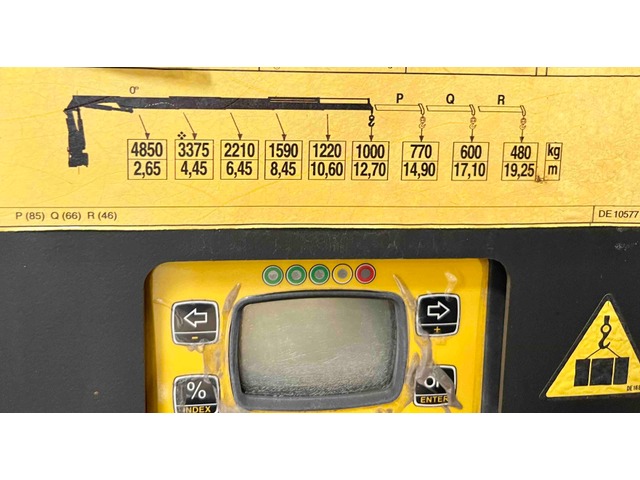 0°
P Q R
4850 3375 2210 1590 1220 1000 770 600 480 kg
2,65 4,45 6,45 8,45 10,60 12,70 14,90 17,10 19,25 m
P (85) Q (66) R (46)
DE 10577
- +
%
INDEX
ENTER